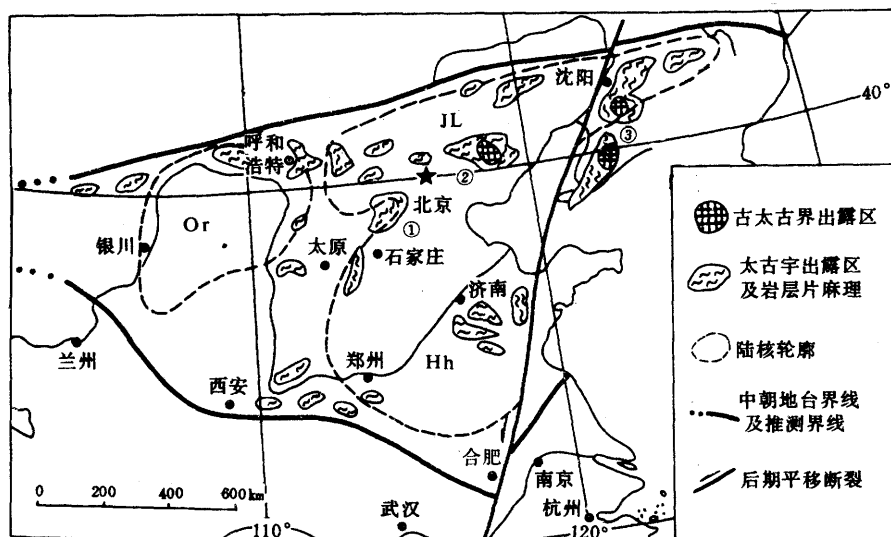 沈阳
40°
JL
呼和
浩特
③
②
北京
Or
①
银川
太原
石家庄
济南
兰州
郑州
Hh
西安
合肥
南京
杭州
武汉
0 200 400 600 km
110°
120°
古太古界出露区
太古宇出露区
及岩层片麻理
陆核轮廓
中朝地台界线
及推测界线
后期平移断裂